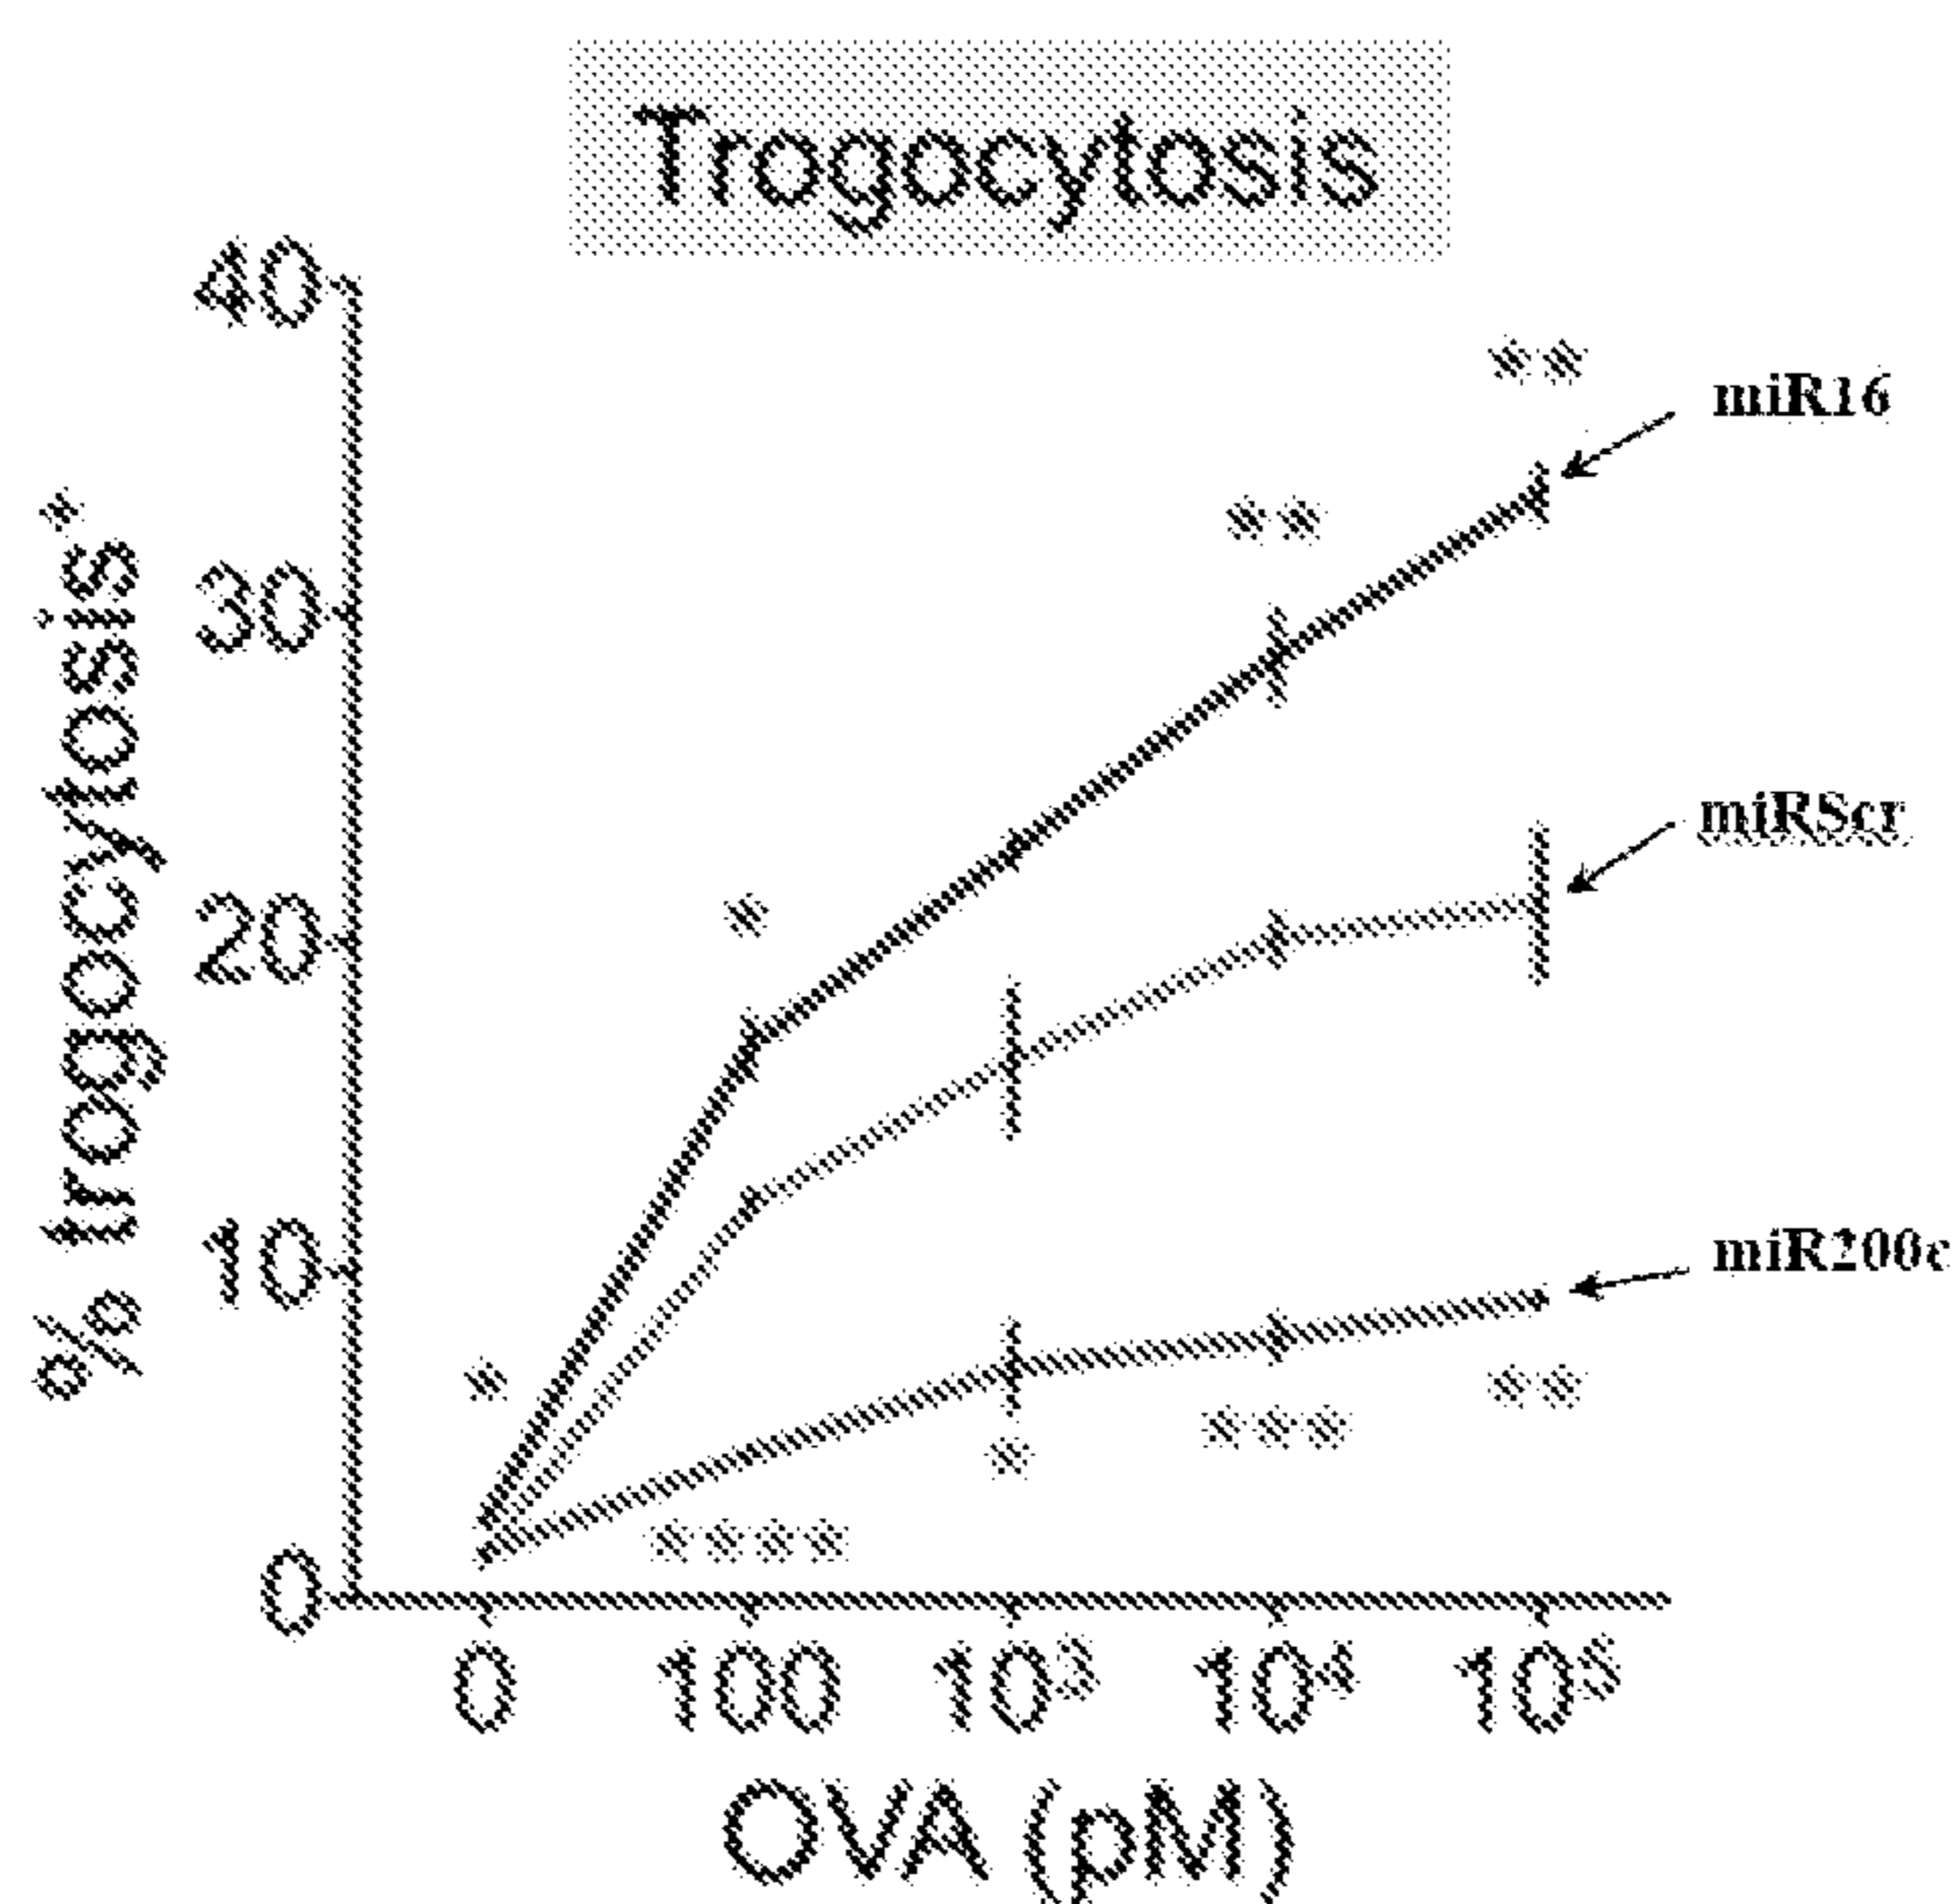 Trogocytosis
% trogocytosis⁺
40
30
20
10
0
**
miR16
**
miRScr
*
miR200c
*
**
***
*
****
0 100 10³ 10⁴ 10⁵
OVA (pM)